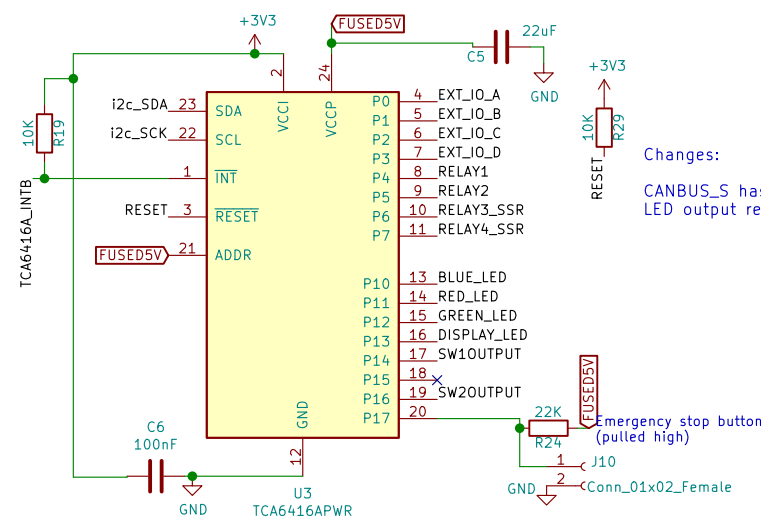 +3V3
FUSED5V
22uF
C5
GND
2
24
VCCI
VCCP
+3V3
10K
R29
RESET
10K
R19
TCA6416A_INTB
i2c_SDA 23 SDA
i2c_SCK 22 SCL
1 INT
RESET 3 RESET
FUSED5V 21 ADDR
P0 4 EXT_IO_A
P1 5 EXT_IO_B
P2 6 EXT_IO_C
P3 7 EXT_IO_D
P4 8 RELAY1
P5 9 RELAY2
P6 10 RELAY3_SSR
P7 11 RELAY4_SSR
P10 13 BLUE_LED
P11 14 RED_LED
P12 15 GREEN_LED
P13 16 DISPLAY_LED
P14 17 SW1OUTPUT
P15 18
P16 19 SW2OUTPUT
P17 20
Changes:
CANBUS_S has
LED output re
GND
12
C6
100nF
GND
U3
TCA6416APWR
22K
R24
FUSED5V
Emergency stop button
(pulled high)
1 J10
GND 2 Conn_01x02_Female